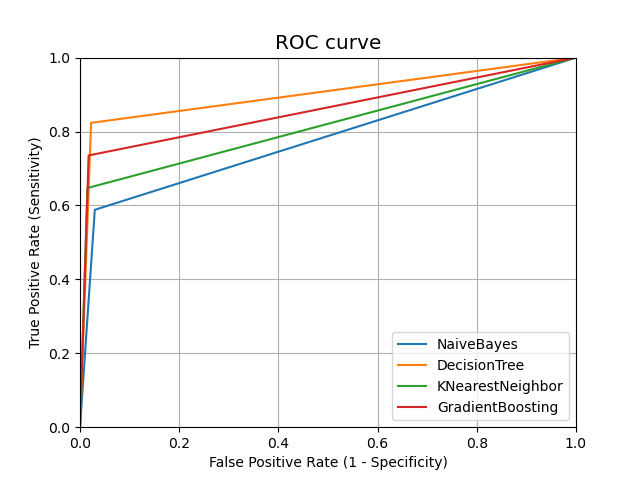 ROC curve
True Positive Rate (Sensitivity)
1.0
0.8
0.6
0.4
0.2
0.0
NaiveBayes
DecisionTree
KNearestNeighbor
GradientBoosting
0.0 0.2 0.4 0.6 0.8 1.0
False Positive Rate (1 - Specificity)